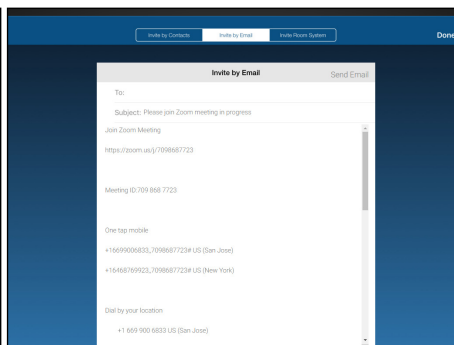 Invite by Contacts Invite by Email Invite Room System Done
Invite by Email Send Email
To:
Subject: Please join Zoom meeting in progress
Join Zoom Meeting
https://zoom.us/j/7098687723
Meeting ID:709 868 7723
One tap mobile
+16699006833,,7098687723# US (San Jose)
+16468769923,,7098687723# US (New York)
Dial by your location
+1 669 900 6833 US (San Jose)